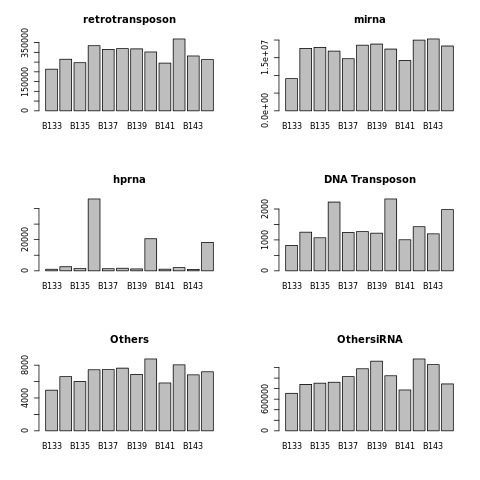 retrotransposon
350000
150000
0
B133 B135 B137 B139 B141 B143
mirna
1.5e+07
0.0e+00
B133 B135 B137 B139 B141 B143
hprna
20000
0
B133 B135 B137 B139 B141 B143
DNA Transposon
2000
1000
0
B133 B135 B137 B139 B141 B143
Others
8000
4000
0
B133 B135 B137 B139 B141 B143
OthersiRNA
600000
0
B133 B135 B137 B139 B141 B143